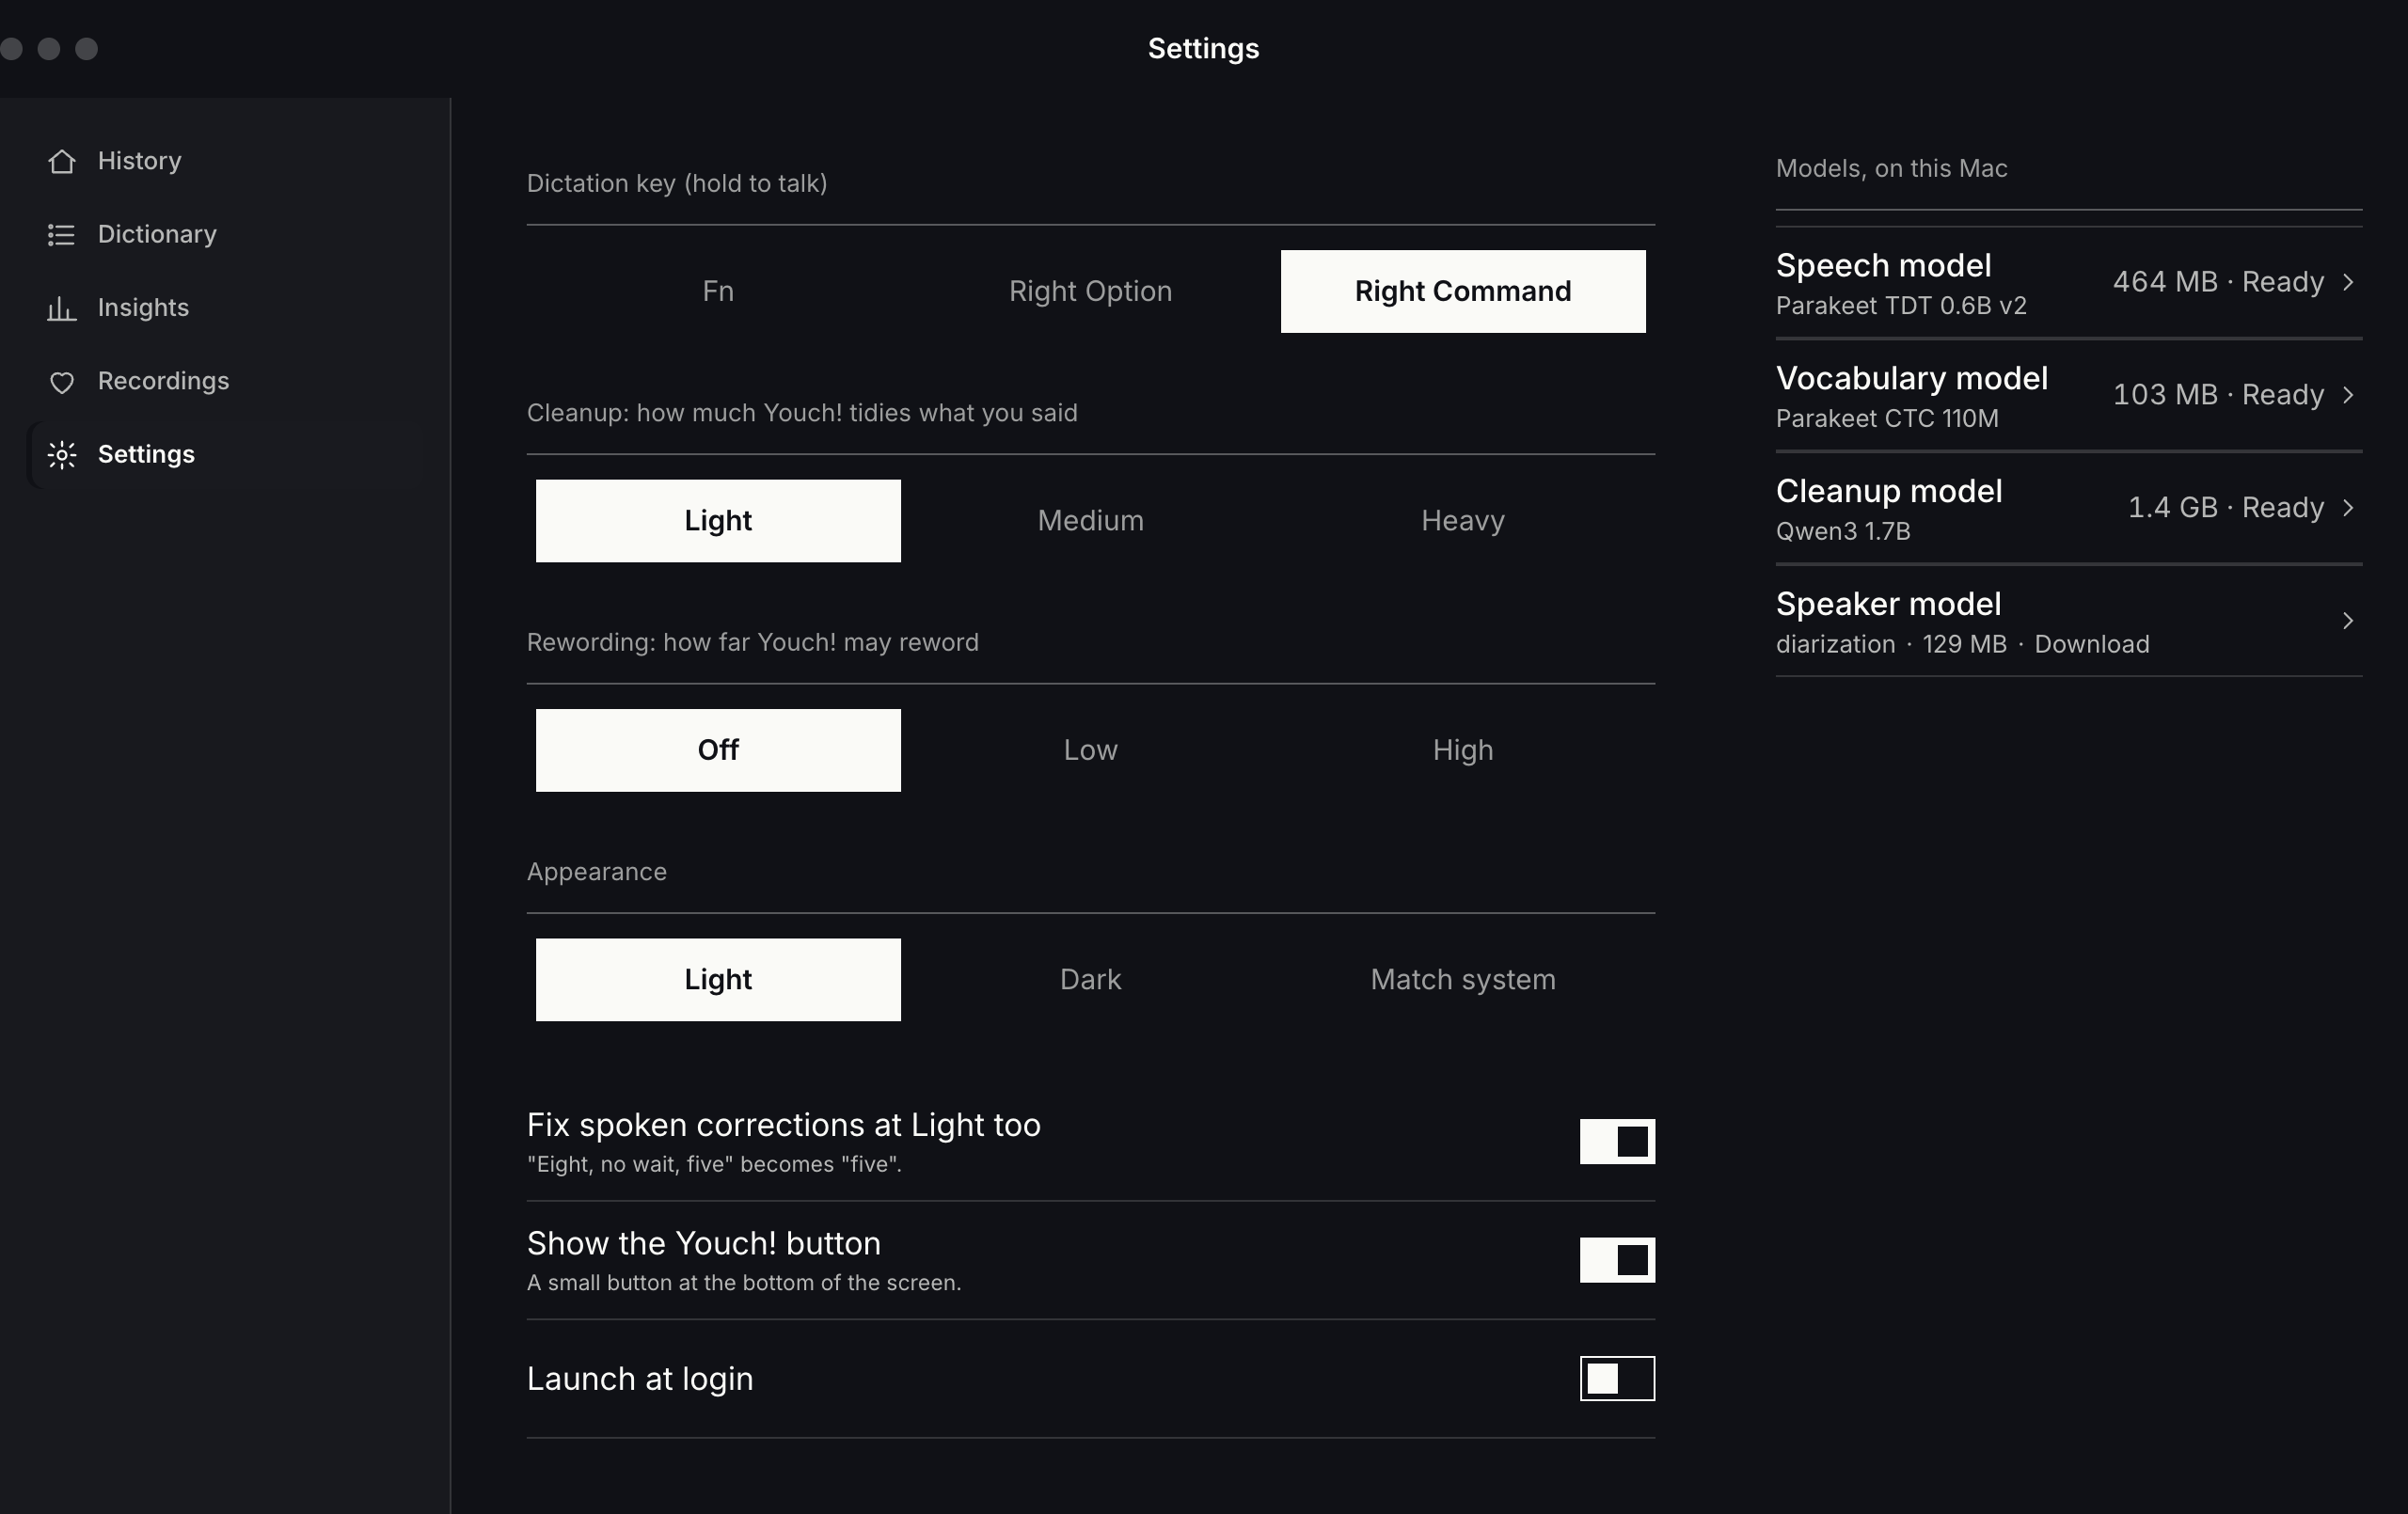 Settings
History
Dictionary
Insights
Recordings
Settings
Dictation key (hold to talk)
Fn
Right Option
Right Command
Cleanup: how much Youch! tidies what you said
Light
Medium
Heavy
Rewording: how far Youch! may reword
Off
Low
High
Appearance
Light
Dark
Match system
Fix spoken corrections at Light too
"Eight, no wait, five" becomes "five".
Show the Youch! button
A small button at the bottom of the screen.
Launch at login
Models, on this Mac
Speech model
Parakeet TDT 0.6B v2
464 MB · Ready
Vocabulary model
Parakeet CTC 110M
103 MB · Ready
Cleanup model
Qwen3 1.7B
1.4 GB · Ready
Speaker model
diarization · 129 MB · Download